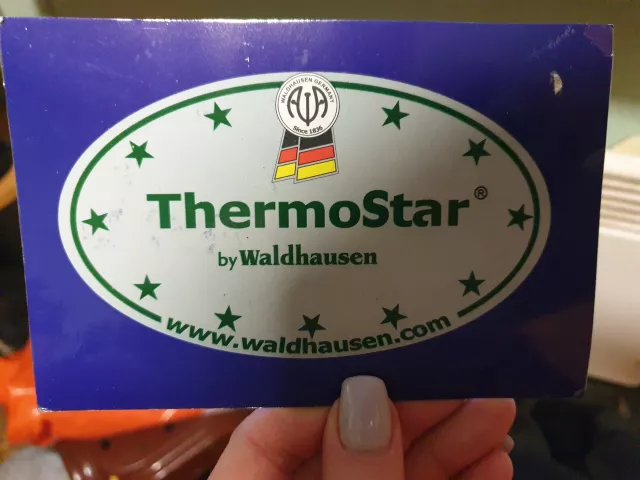 WALDHAUSEN GERMANY
Since 1836
ThermoStar®
by Waldhausen
www.waldhausen.com